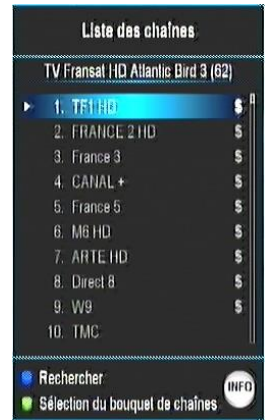 Liste des chaînes
TV Fransat HD Atlantic Bird 3 (62)
1. TF1 HD $
2. FRANCE 2 HD $
3. France 3 $
4. CANAL + $
5. France 5 $
6. M6 HD $
7. ARTE HD $
8. Direct 8 $
9. W9 $
10. TMC
Rechercher
INFO
Sélection du bouquet de chaînes